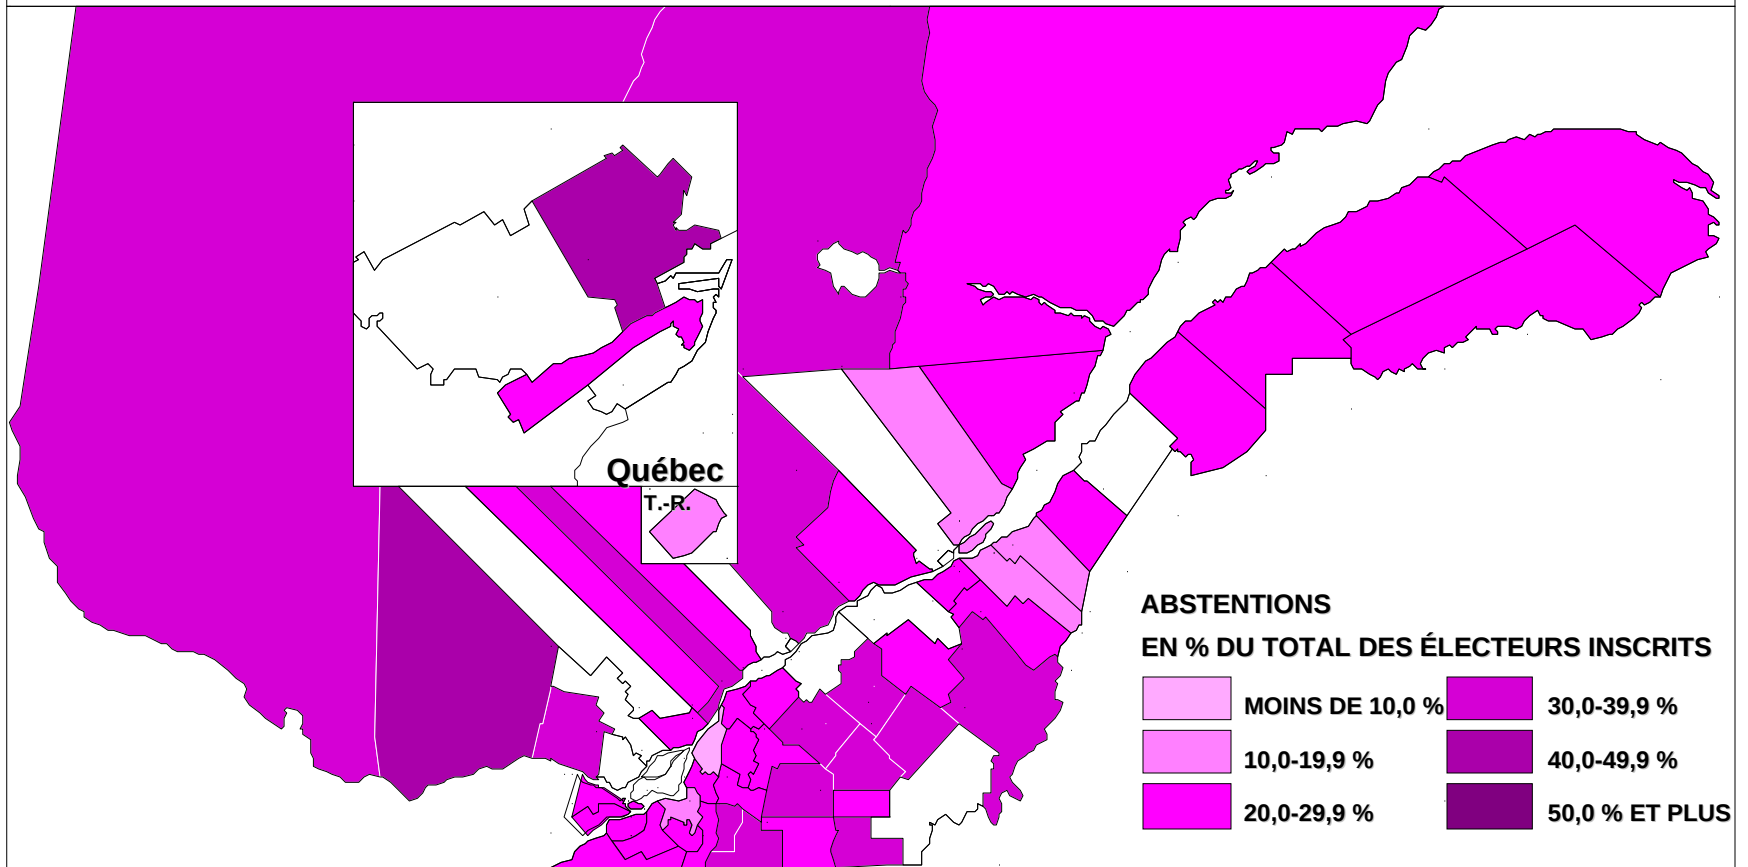 Québec
T.-R.
ABSTENTIONS
EN % DU TOTAL DES ÉLECTEURS INSCRITS
MOINS DE 10,0 %
30,0-39,9 %
10,0-19,9 %
40,0-49,9 %
20,0-29,9 %
50,0 % ET PLUS